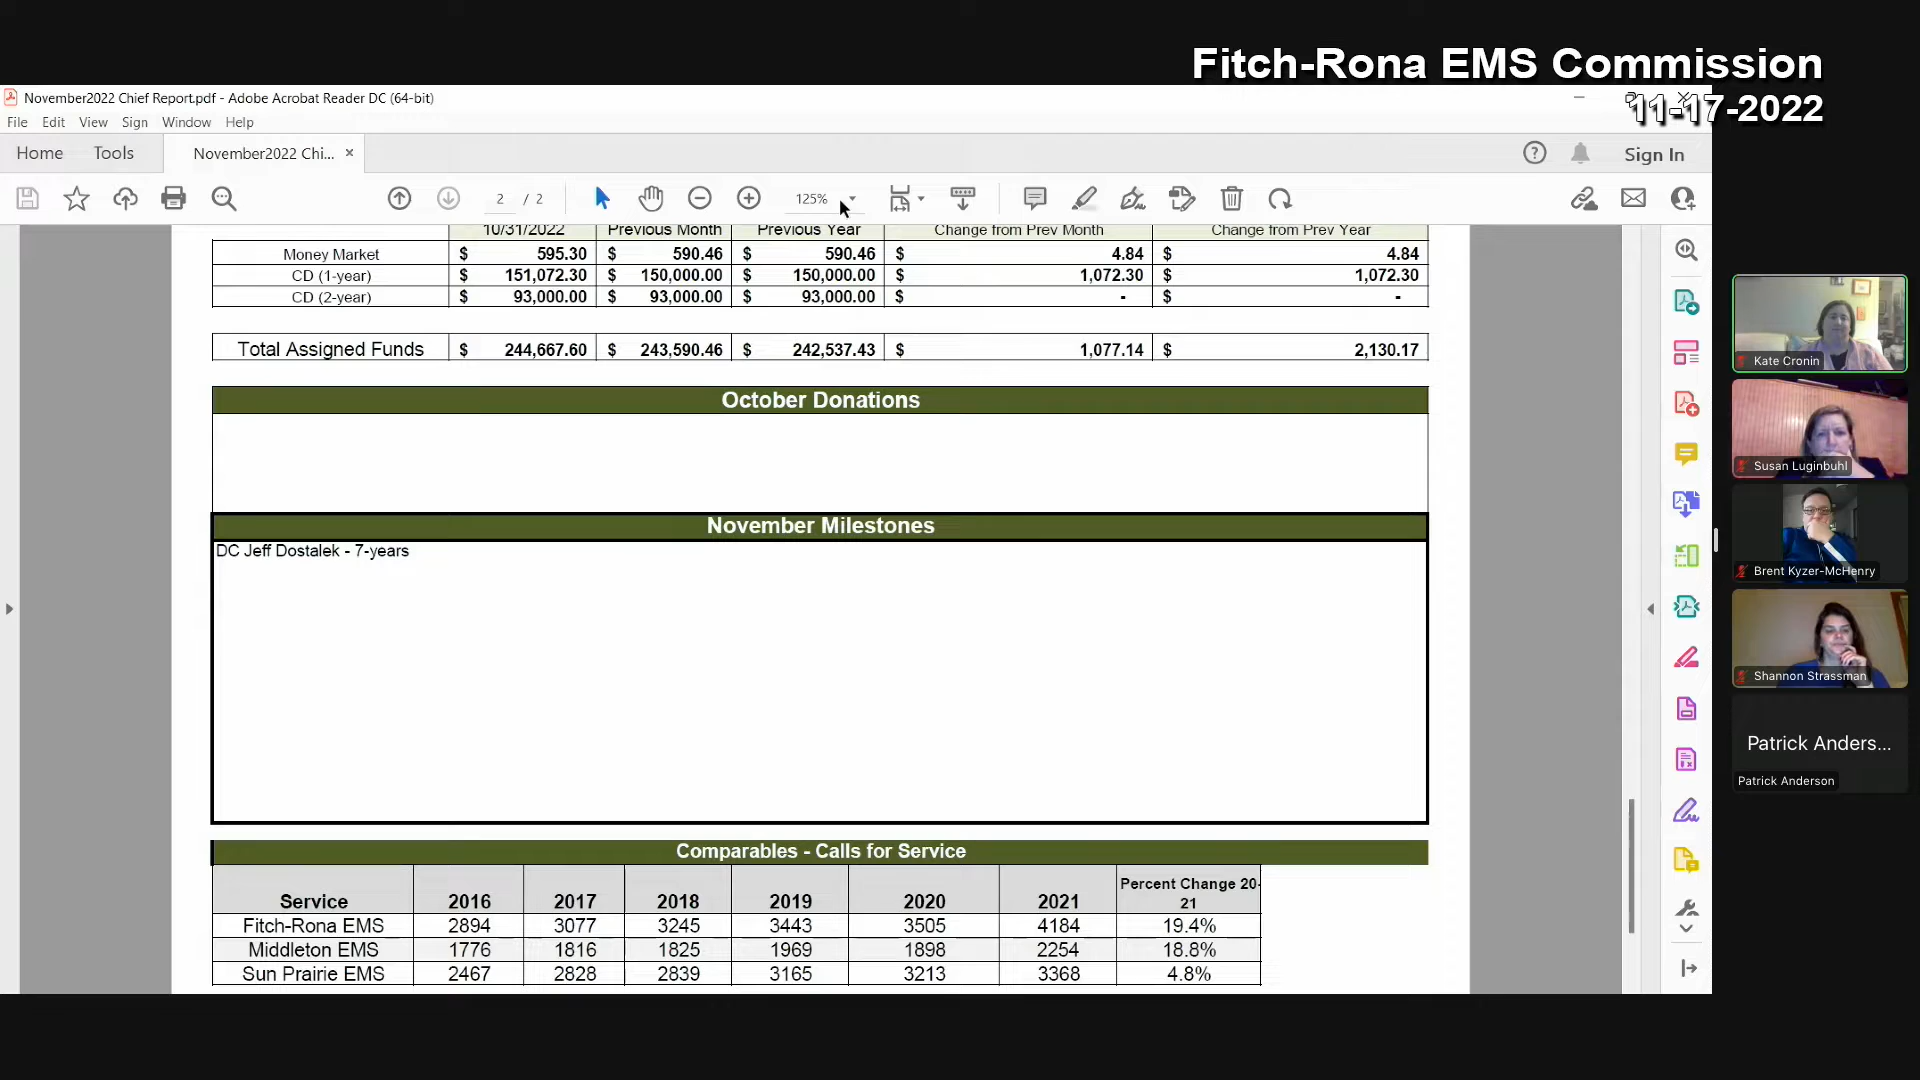 Fitch-Rona EMS Commission
11-17-2022
November2022 Chief Report.pdf - Adobe Acrobat Reader DC (64-bit)
File Edit View Sign Window Help
Home Tools November2022 Chi... × Sign In
2 / 2 125%
10/31/2022 Previous Month Previous Year Change from Prev Month Change from Prev Year
Money Market $ 595.30 $ 590.46 $ 590.46 $ 4.84 $ 4.84
CD (1-year) $ 151,072.30 $ 150,000.00 $ 150,000.00 $ 1,072.30 $ 1,072.30
CD (2-year) $ 93,000.00 $ 93,000.00 $ 93,000.00 $ - $ -
Total Assigned Funds $ 244,667.60 $ 243,590.46 $ 242,537.43 $ 1,077.14 $ 2,130.17
October Donations
November Milestones
DC Jeff Dostalek - 7-years
Comparables - Calls for Service
Service 2016 2017 2018 2019 2020 2021 Percent Change 20-21
Fitch-Rona EMS 2894 3077 3245 3443 3505 4184 19.4%
Middleton EMS 1776 1816 1825 1969 1898 2254 18.8%
Sun Prairie EMS 2467 2828 2839 3165 3213 3368 4.8%
Kate Cronin
Susan Luginbuhl
Brent Kyzer-McHenry
Shannon Strassman
Patrick Anders...
Patrick Anderson